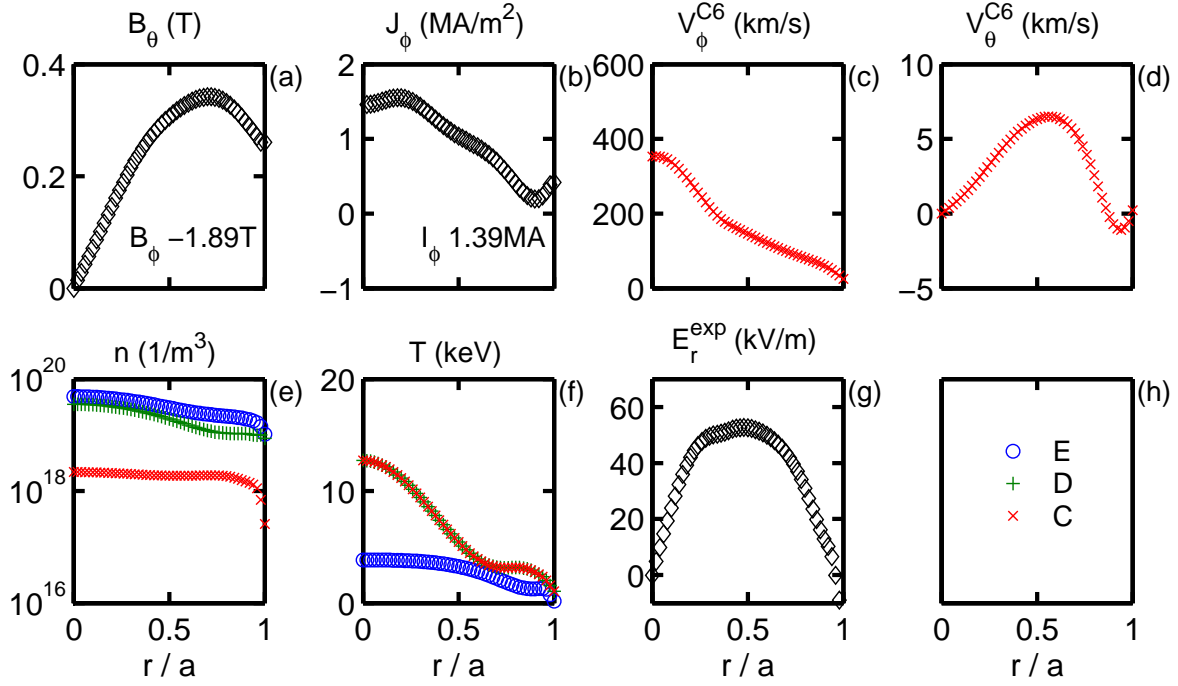 B_θ (T)
J_ϕ (MA/m^2)
V_ϕ^C6 (km/s)
V_θ^C6 (km/s)
0.4
0.2
0
(a)
B_ϕ −1.89T
2
1
0
−1
(b)
I_ϕ 1.39MA
600
400
200
0
(c)
10
5
0
−5
(d)
n (1/m^3)
T (keV)
E_r^exp (kV/m)
10^20
10^18
10^16
(e)
20
10
0
(f)
60
40
20
0
(g)
(h)
E
D
C
0 0.5 1
0 0.5 1
0 0.5 1
0 0.5 1
r / a
r / a
r / a
r / a